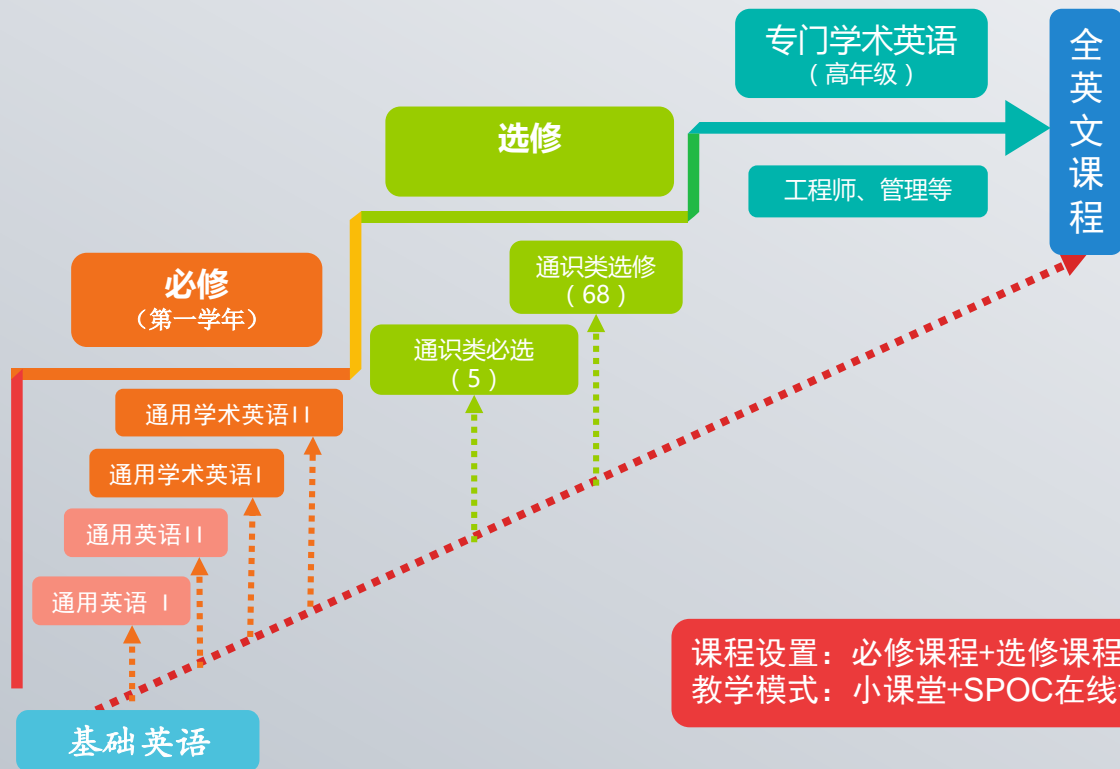 专门学术英语
（高年级）
全英文课程
选修
工程师、管理等
必修
（第一学年）
通识类选修
（68）
通识类必选
（5）
通用学术英语II
通用学术英语I
通用英语II
通用英语 I
课程设置：必修课程+选修课程
教学模式：小课堂+SPOC在线
基础英语